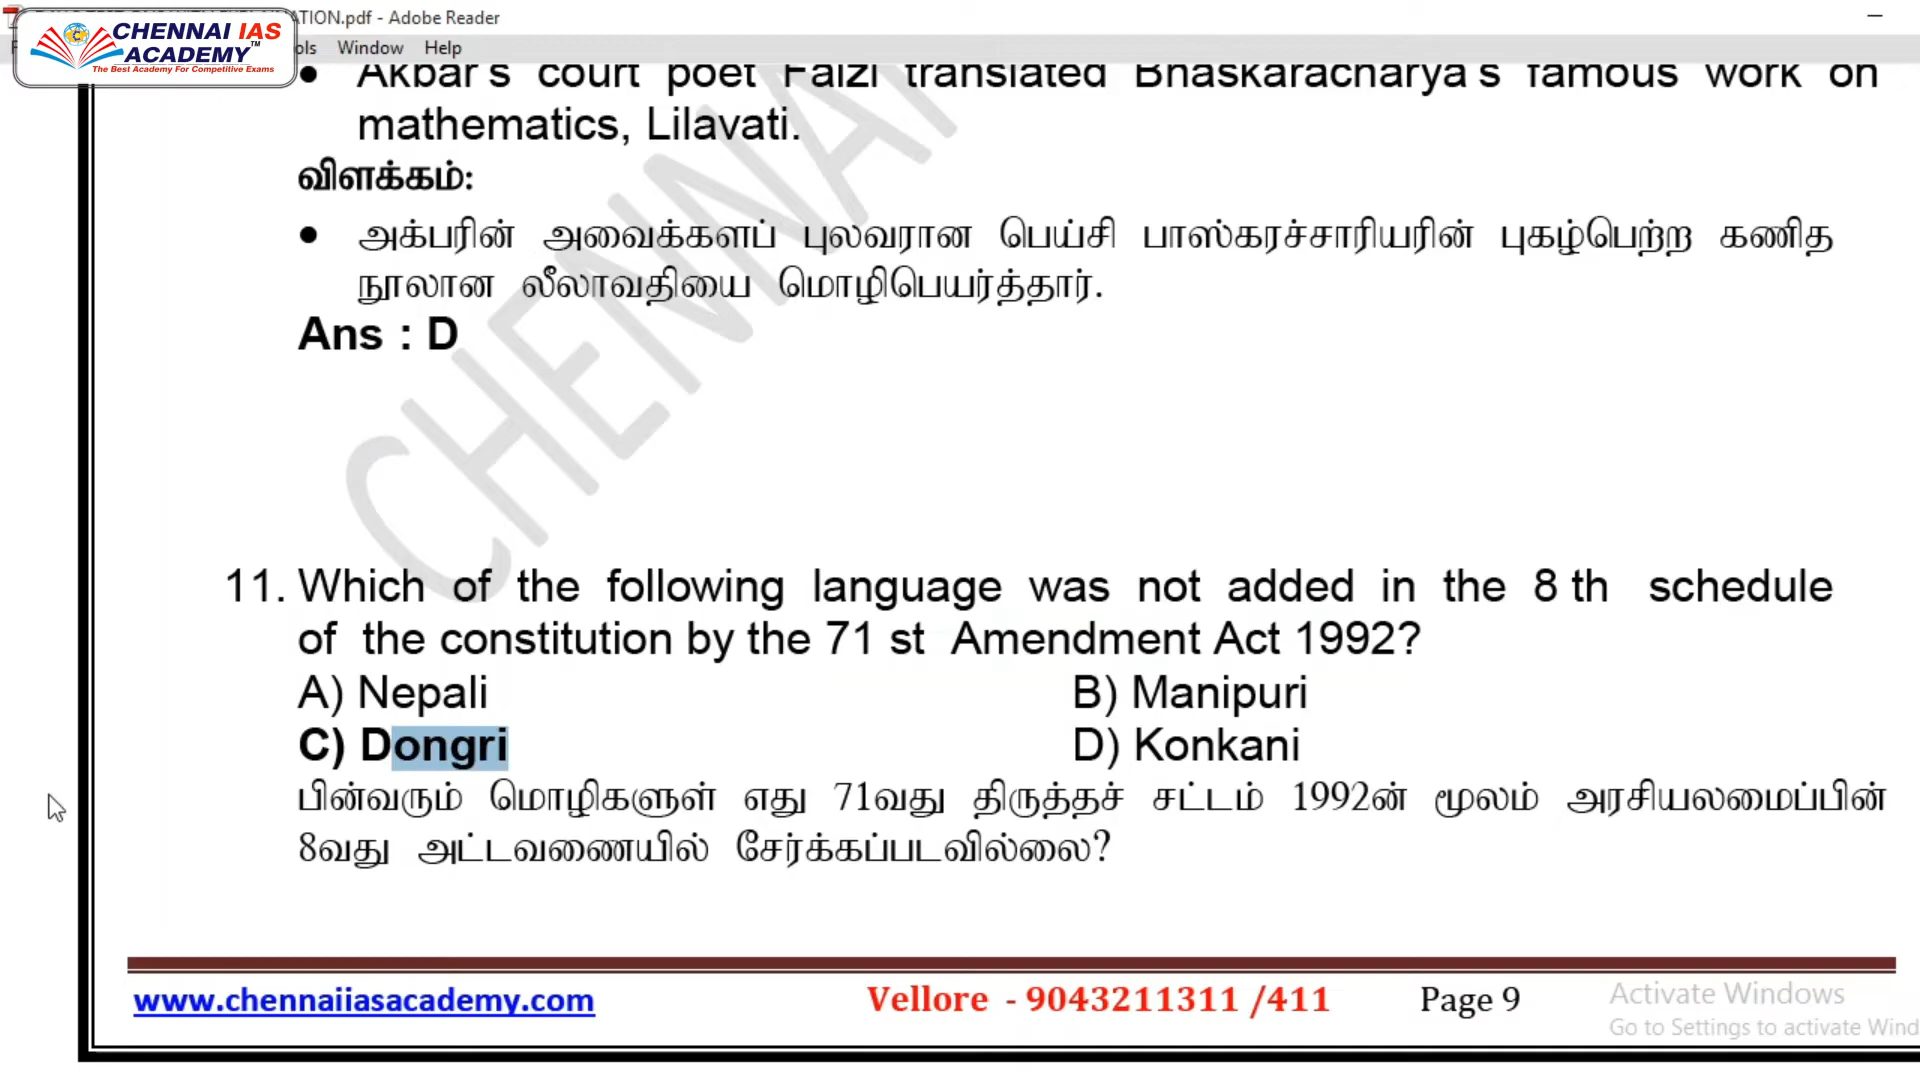 ATION.pdf - Adobe Reader
CHENNAI IAS
ACADEMY™
The Best Academy For Competitive Exams
ols Window Help
• Akbar's court poet Faizi translated Bhaskaracharya's famous work on
mathematics, Lilavati.
விளக்கம்:
• அக்பரின் அவைக்களப் புலவரான பெய்சி பாஸ்கரச்சாரியரின் புகழ்பெற்ற கணித
நூலான லீலாவதியை மொழிபெயர்த்தார்.
Ans : D
CHENNAI
11. Which of the following language was not added in the 8 th schedule
of the constitution by the 71 st Amendment Act 1992?
A) Nepali B) Manipuri
C) Dongri D) Konkani
பின்வரும் மொழிகளுள் எது 71வது திருத்தச் சட்டம் 1992ன் மூலம் அரசியலமைப்பின்
8வது அட்டவணையில் சேர்க்கப்படவில்லை?
www.chennaiiasacademy.com Vellore - 9043211311 /411 Page 9
Activate Windows
Go to Settings to activate Wind